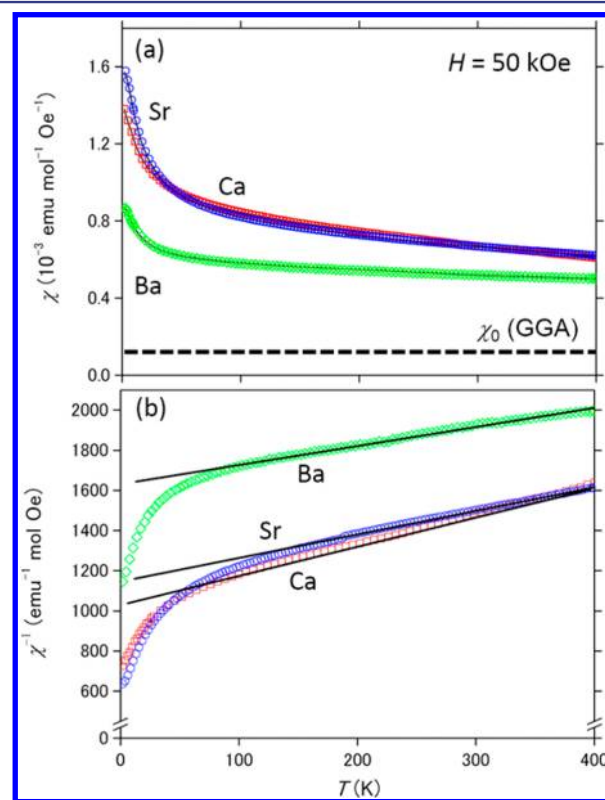 (a)
H = 50 kOe
1.6
Sr
1.2
Ca
0.8
Ba
0.4
χ₀ (GGA)
0.0
χ (10⁻³ emu mol⁻¹ Oe⁻¹)
(b)
2000
1800
Ba
1600
1400
Sr
1200
Ca
1000
800
600
0
χ⁻¹ (emu⁻¹ mol Oe)
0 100 200 300 400
T (K)